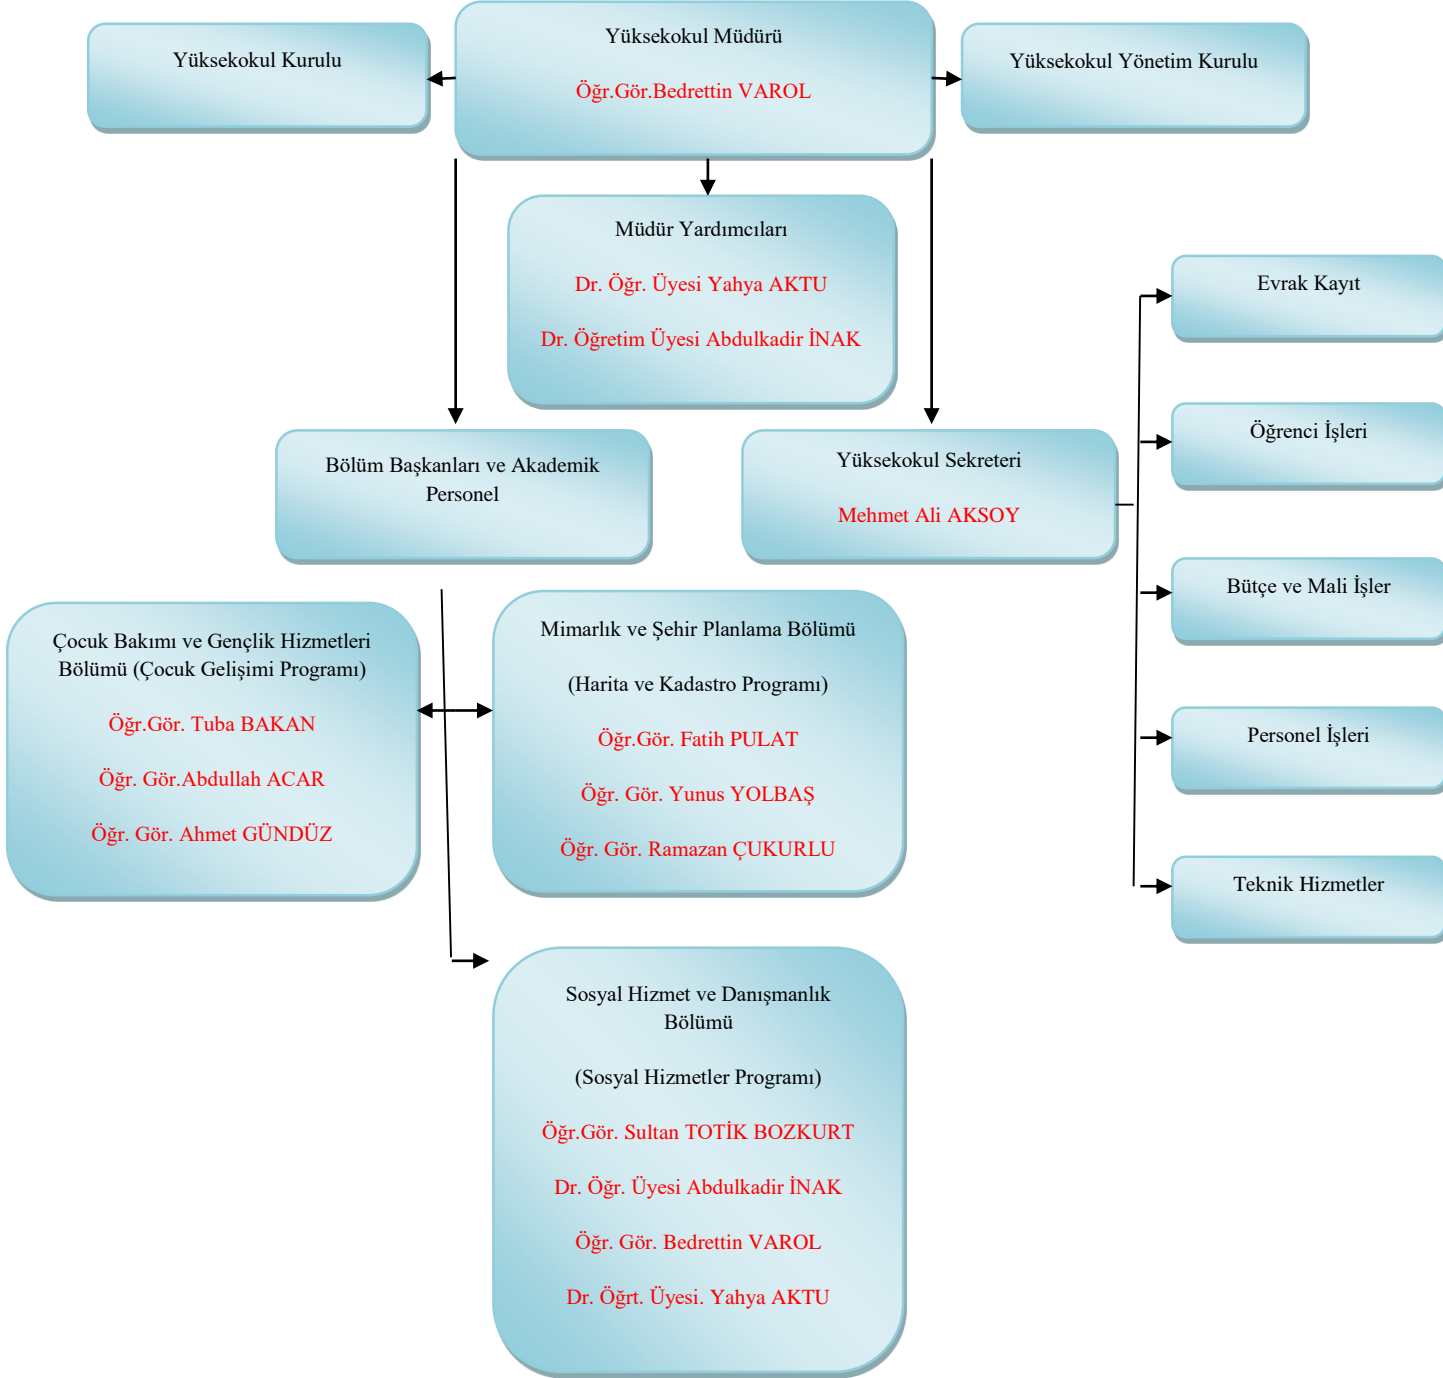 Yüksekokul Kurulu
Yüksekokul Müdürü
Öğr.Gör.Bedrettin VAROL
Yüksekokul Yönetim Kurulu
Müdür Yardımcıları
Dr. Öğr. Üyesi Yahya AKTU
Dr. Öğretim Üyesi Abdulkadir İNAK
Bölüm Başkanları ve Akademik
Personel
Yüksekokul Sekreteri
Mehmet Ali AKSOY
Evrak Kayıt
Öğrenci İşleri
Bütçe ve Mali İşler
Personel İşleri
Teknik Hizmetler
Çocuk Bakımı ve Gençlik Hizmetleri
Bölümü (Çocuk Gelişimi Programı)
Öğr.Gör. Tuba BAKAN
Öğr. Gör.Abdullah ACAR
Öğr. Gör. Ahmet GÜNDÜZ
Mimarlık ve Şehir Planlama Bölümü
(Harita ve Kadastro Programı)
Öğr.Gör. Fatih PULAT
Öğr. Gör. Yunus YOLBAŞ
Öğr. Gör. Ramazan ÇUKURLU
Sosyal Hizmet ve Danışmanlık
Bölümü
(Sosyal Hizmetler Programı)
Öğr.Gör. Sultan TOTİK BOZKURT
Dr. Öğr. Üyesi Abdulkadir İNAK
Öğr. Gör. Bedrettin VAROL
Dr. Öğrt. Üyesi. Yahya AKTU